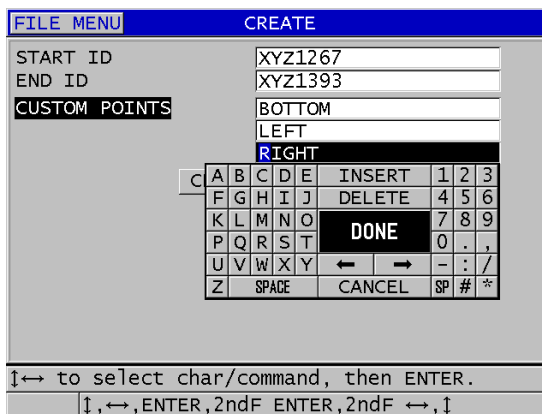 FILE MENU CREATE
START ID XYZ1267
END ID XYZ1393
CUSTOM POINTS BOTTOM
LEFT
RIGHT
C
A B C D E INSERT 1 2 3
F G H I J DELETE 4 5 6
K L M N O DONE 7 8 9
P Q R S T 0 . ,
U V W X Y ← → - : /
Z SPACE CANCEL SP # *
↕↔ to select char/command, then ENTER.
↕,↔,ENTER,2ndF ENTER,2ndF ↔,↕